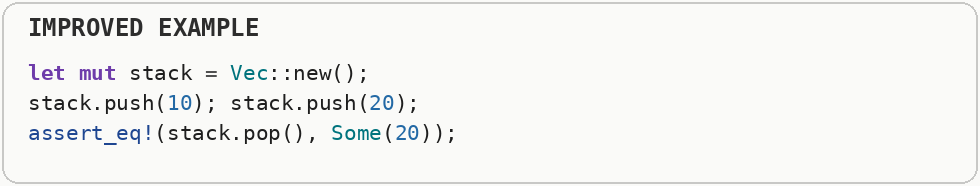 IMPROVED EXAMPLE
let mut stack = Vec::new();
stack.push(10); stack.push(20);
assert_eq!(stack.pop(), Some(20));